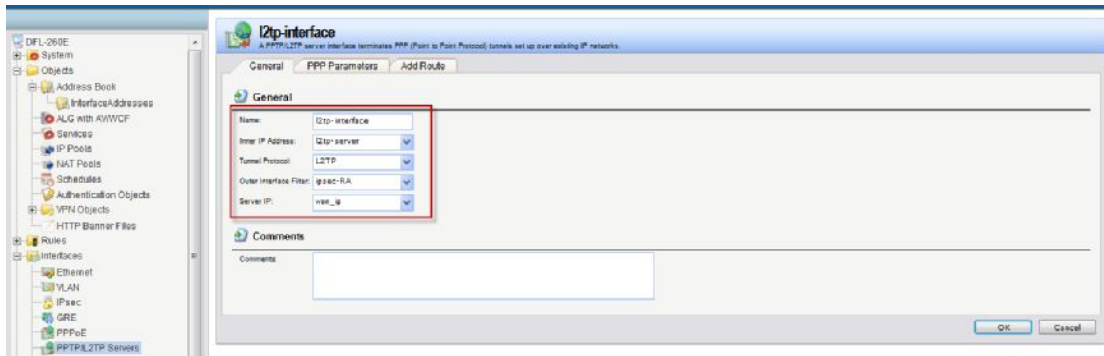 DFL-260E
System
Objects
Address Book
InterfaceAddresses
ALG with AV/WCF
Services
IP Pools
NAT Pools
Schedules
Authentication Objects
VPN Objects
HTTP Banner Files
Rules
Interfaces
Ethernet
VLAN
IPsec
GRE
PPPoE
PPTP/L2TP Servers
l2tp-interface
A PPTP/L2TP server interface terminates PPP (Point to Point Protocol) tunnels set up over existing IP networks.
General PPP Parameters Add Route
General
Name: l2tp-interface
Inner IP Address: l2tp-server
Tunnel Protocol: L2TP
Outer Interface Filter: ipsec-RA
Server IP: wan_ip
Comments
Comments:
OK Cancel